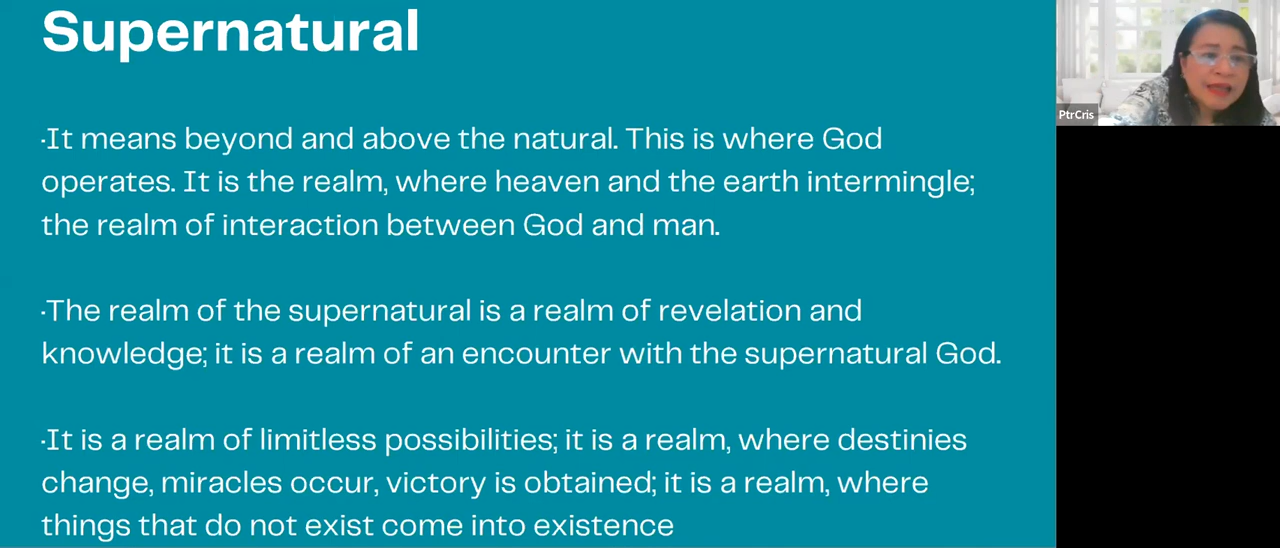 Supernatural
·It means beyond and above the natural. This is where God
operates. It is the realm, where heaven and the earth intermingle;
the realm of interaction between God and man.
·The realm of the supernatural is a realm of revelation and
knowledge; it is a realm of an encounter with the supernatural God.
·It is a realm of limitless possibilities; it is a realm, where destinies
change, miracles occur, victory is obtained; it is a realm, where
things that do not exist come into existence
PtrCris